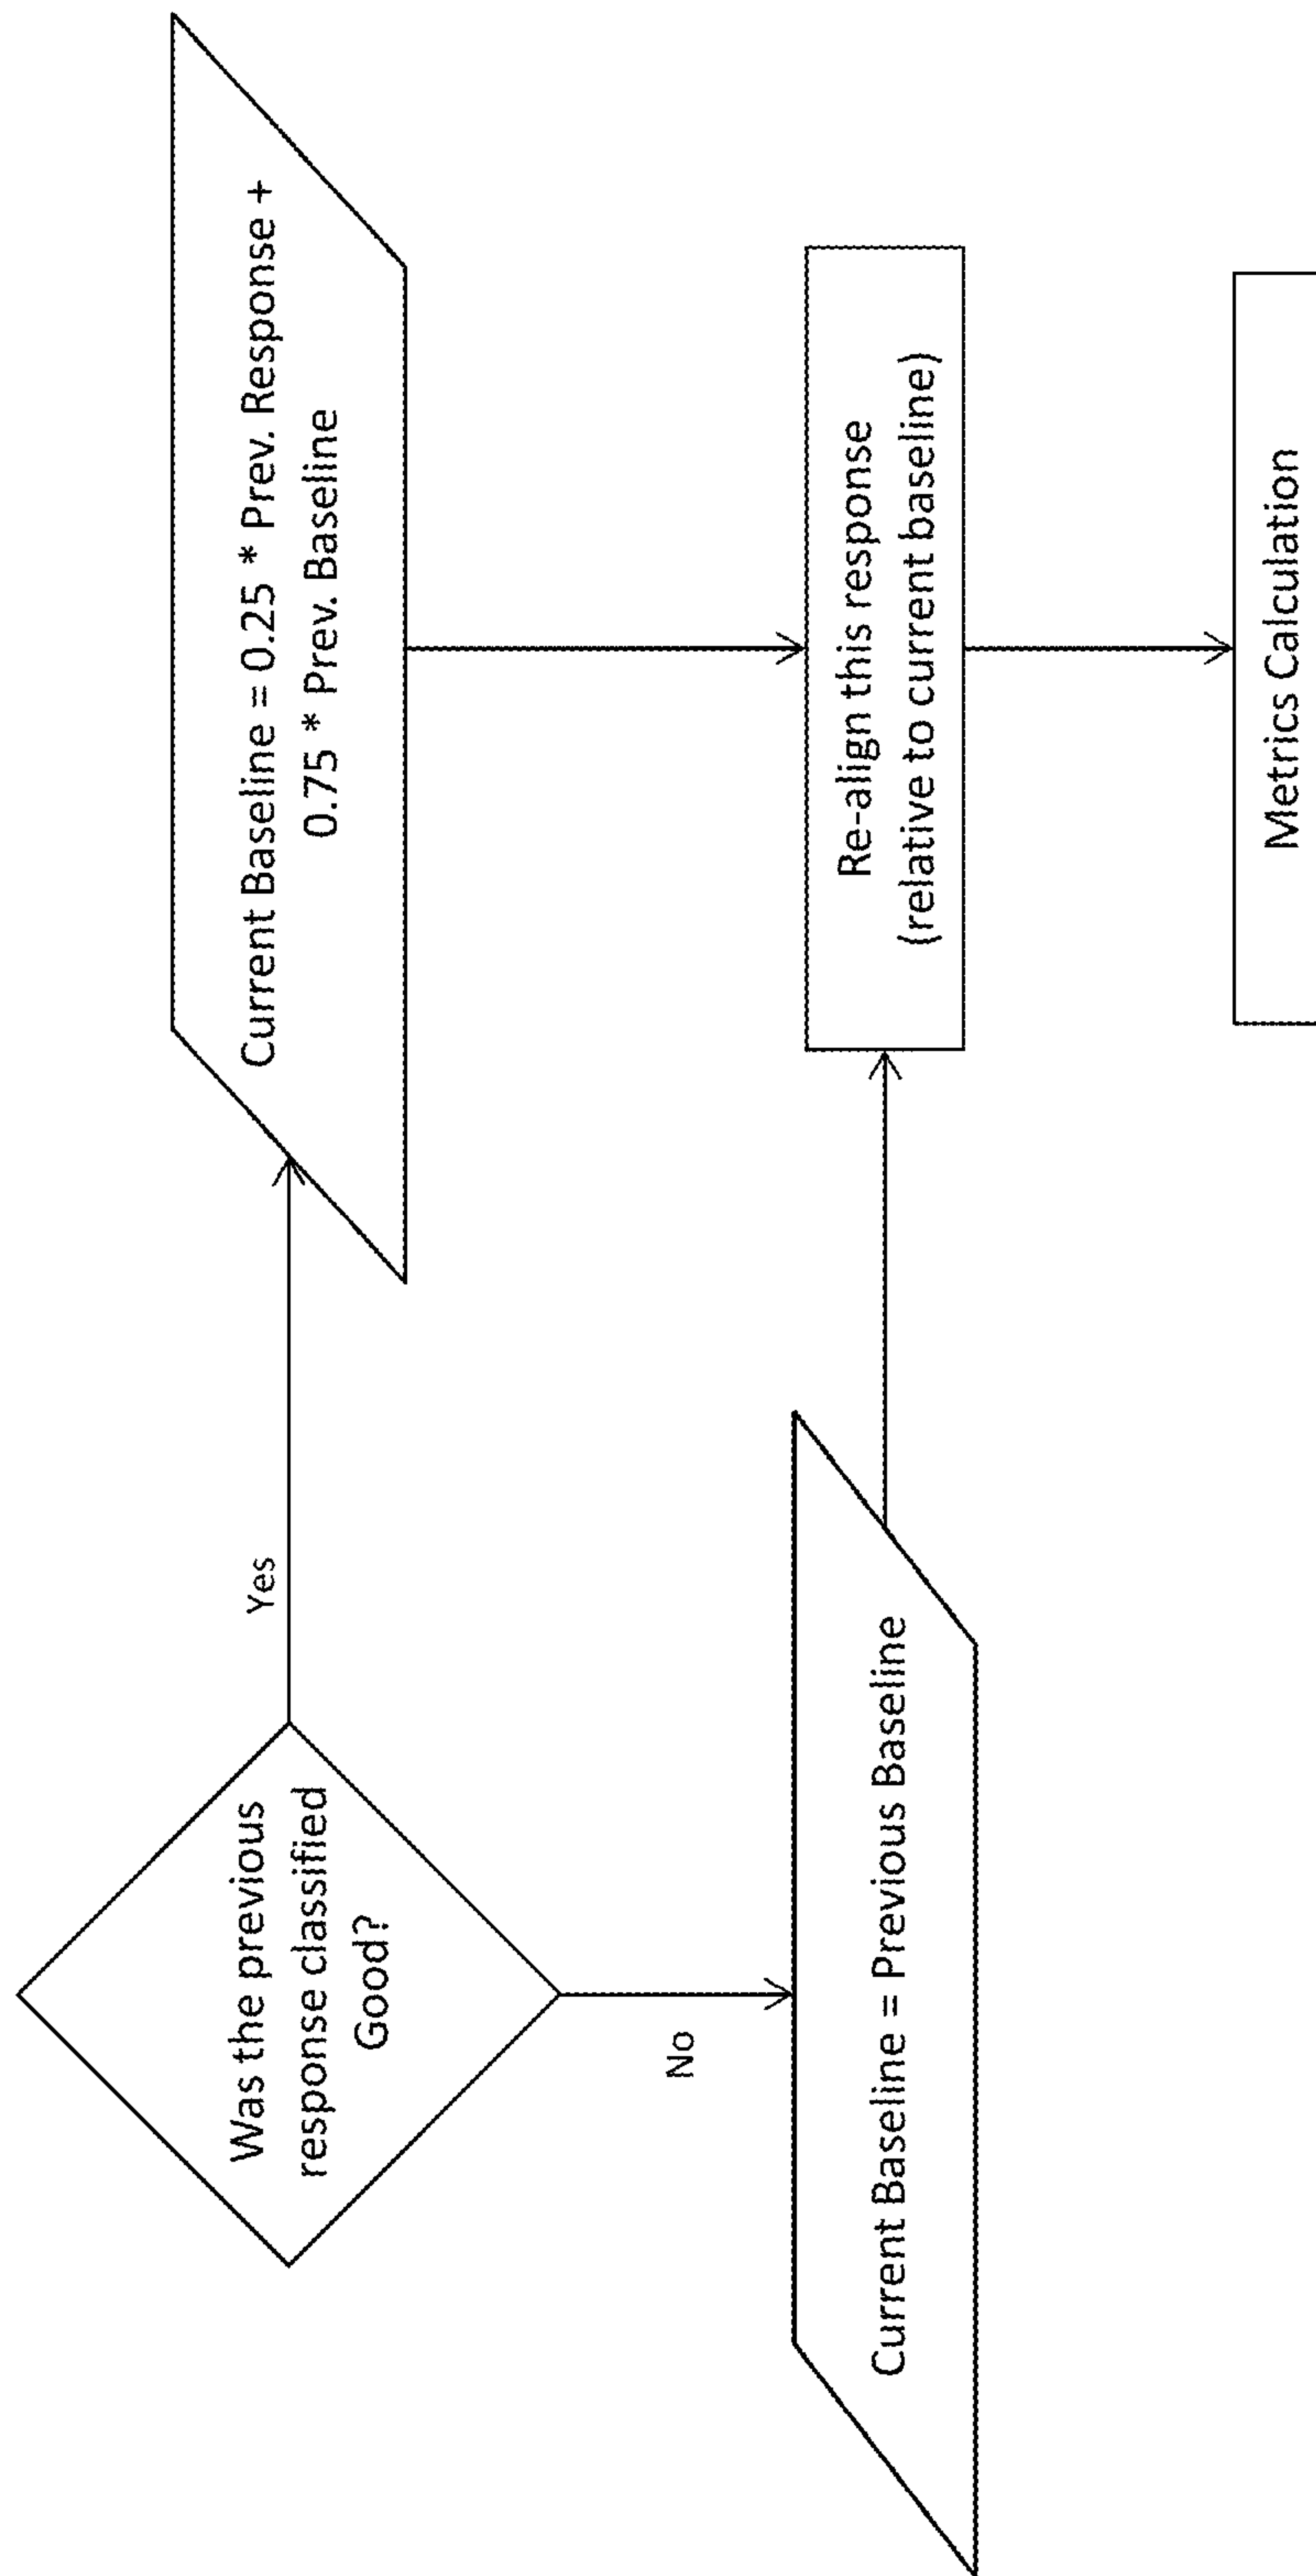 Was the previous
response classified
Good?
Yes
Current Baseline = 0.25 * Prev. Response +
0.75 * Prev. Baseline
No
Current Baseline = Previous Baseline
Re-align this response
(relative to current baseline)
Metrics Calculation